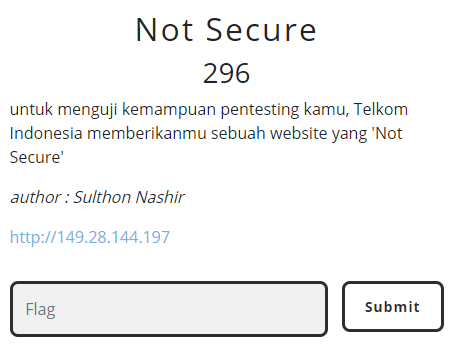 Not Secure
296
untuk menguji kemampuan pentesting kamu, Telkom
Indonesia memberikanmu sebuah website yang 'Not
Secure'
author : Sulthon Nashir
http://149.28.144.197
Flag
Submit